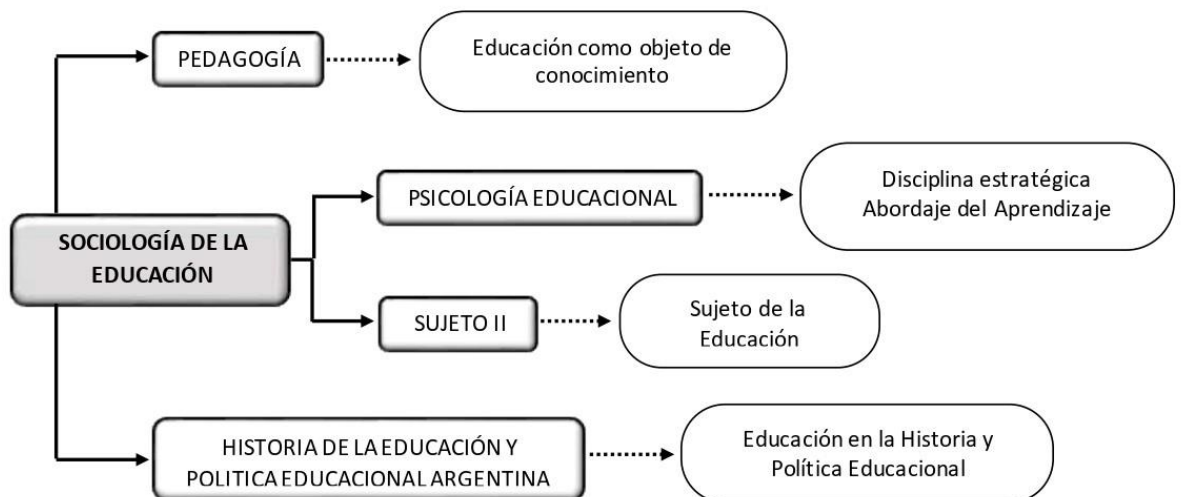 PEDAGOGÍA
Educación como objeto de
conocimiento
PSICOLOGÍA EDUCACIONAL
Disciplina estratégica
Abordaje del Aprendizaje
SOCIOLOGÍA DE LA
EDUCACIÓN
SUJETO II
Sujeto de la
Educación
HISTORIA DE LA EDUCACIÓN Y
POLITICA EDUCACIONAL ARGENTINA
Educación en la Historia y
Política Educacional